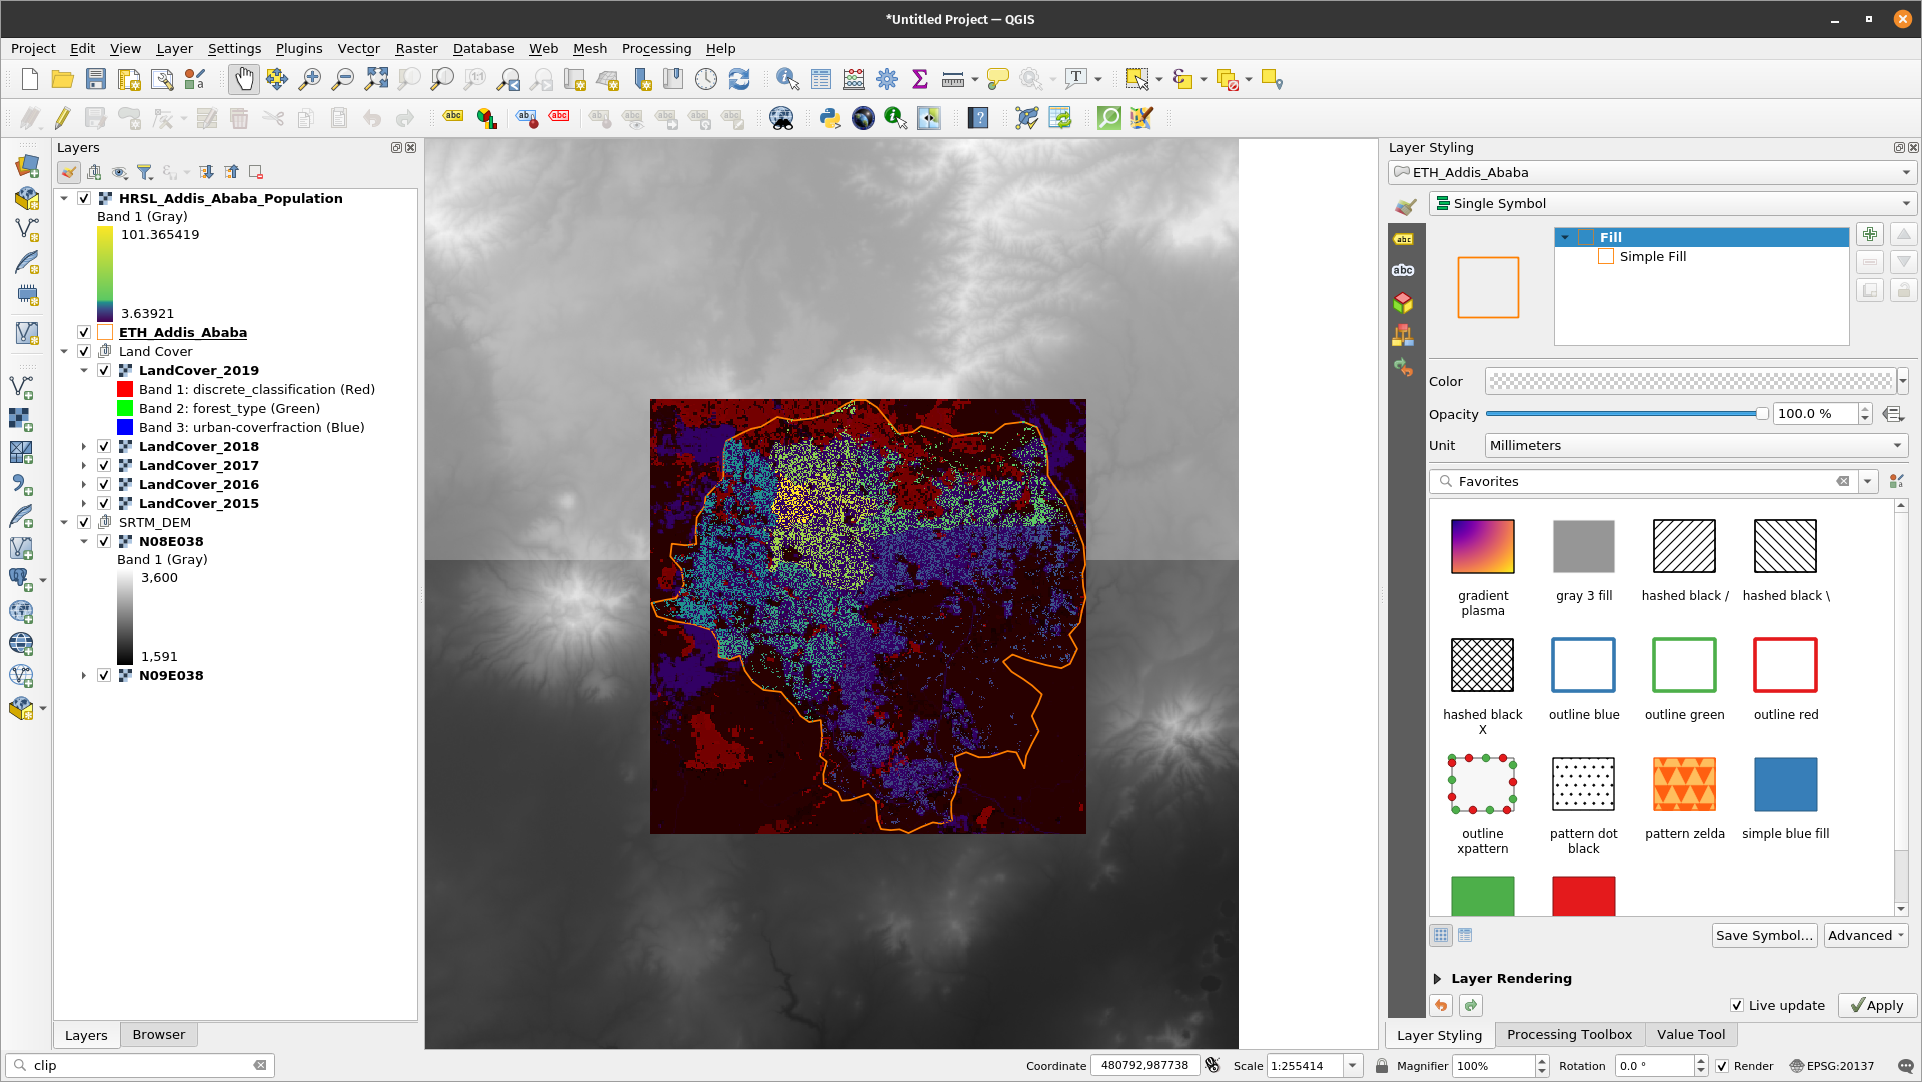 *Untitled Project — QGIS
Project Edit View Layer Settings Plugins Vector Raster Database Web Mesh Processing Help
Layers
HRSL_Addis_Ababa_Population
Band 1 (Gray)
101.365419
3.63921
ETH_Addis_Ababa
Land Cover
LandCover_2019
Band 1: discrete_classification (Red)
Band 2: forest_type (Green)
Band 3: urban-coverfraction (Blue)
LandCover_2018
LandCover_2017
LandCover_2016
LandCover_2015
SRTM_DEM
N08E038
Band 1 (Gray)
3,600
1,591
N09E038
Layers Browser
Layer Styling
ETH_Addis_Ababa
Single Symbol
Fill
Simple Fill
Color
Opacity 100.0 %
Unit Millimeters
Favorites
gradient plasma
gray 3 fill
hashed black /
hashed black \
hashed black X
outline blue
outline green
outline red
outline xpattern
pattern dot black
pattern zelda
simple blue fill
Save Symbol... Advanced
Layer Rendering
Live update Apply
Layer Styling Processing Toolbox Value Tool
clip
Coordinate 480792,987738 Scale 1:255414 Magnifier 100% Rotation 0.0 ° Render EPSG:20137